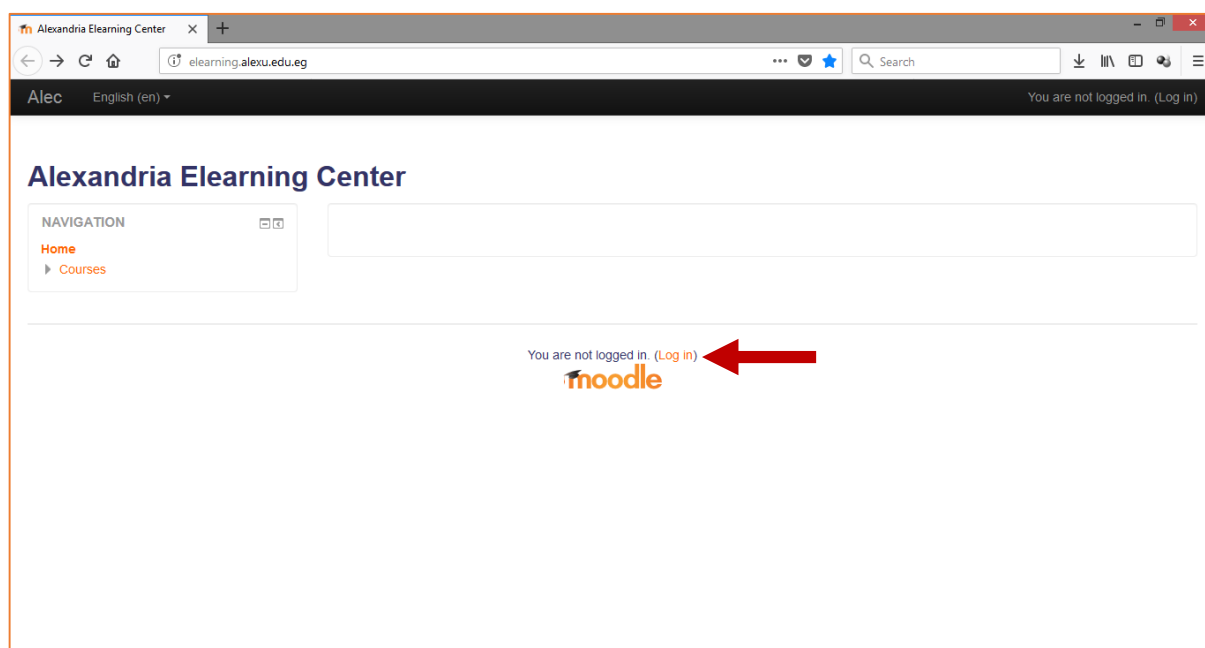 Alexandria Elearning Center
elearning.alexu.edu.eg
Search
Alec English (en) You are not logged in. (Log in)
Alexandria Elearning Center
NAVIGATION
Home
Courses
You are not logged in. (Log in)
moodle